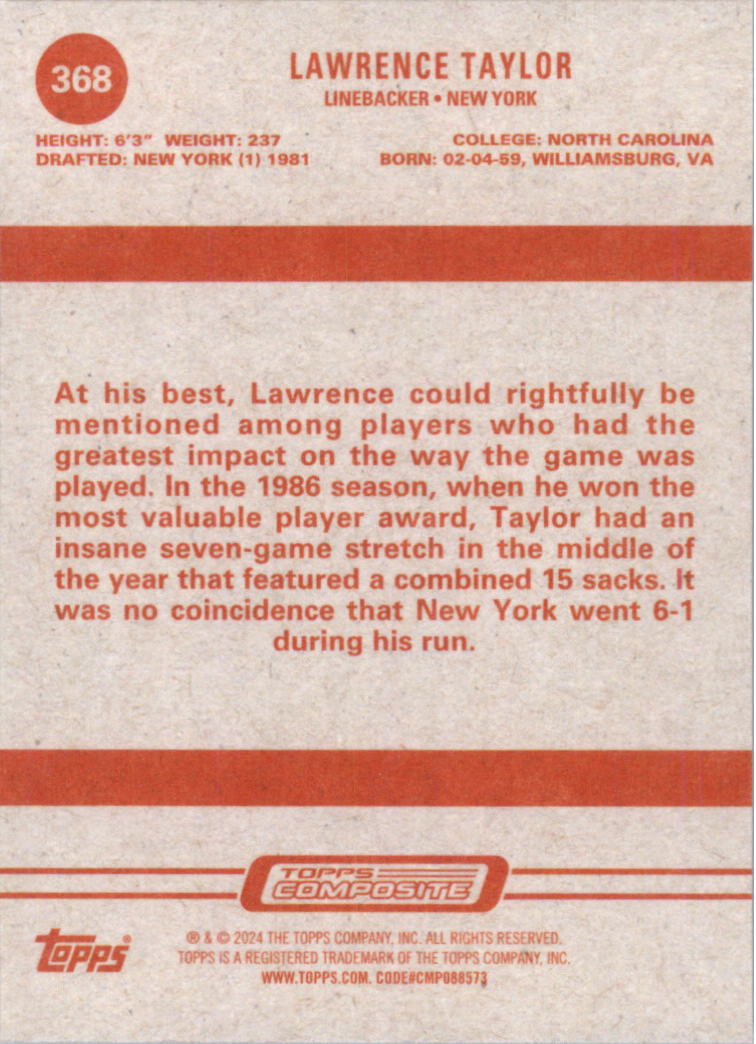 368
LAWRENCE TAYLOR
LINEBACKER • NEW YORK
HEIGHT: 6'3" WEIGHT: 237
DRAFTED: NEW YORK (1) 1981
COLLEGE: NORTH CAROLINA
BORN: 02-04-59, WILLIAMSBURG, VA
At his best, Lawrence could rightfully be
mentioned among players who had the
greatest impact on the way the game was
played. In the 1986 season, when he won the
most valuable player award, Taylor had an
insane seven-game stretch in the middle of
the year that featured a combined 15 sacks. It
was no coincidence that New York went 6-1
during his run.
TOPPS
COMPOSITE
topps®
® & © 2024 THE TOPPS COMPANY, INC. ALL RIGHTS RESERVED.
TOPPS IS A REGISTERED TRADEMARK OF THE TOPPS COMPANY, INC.
WWW.TOPPS.COM. CODE#CMP088573